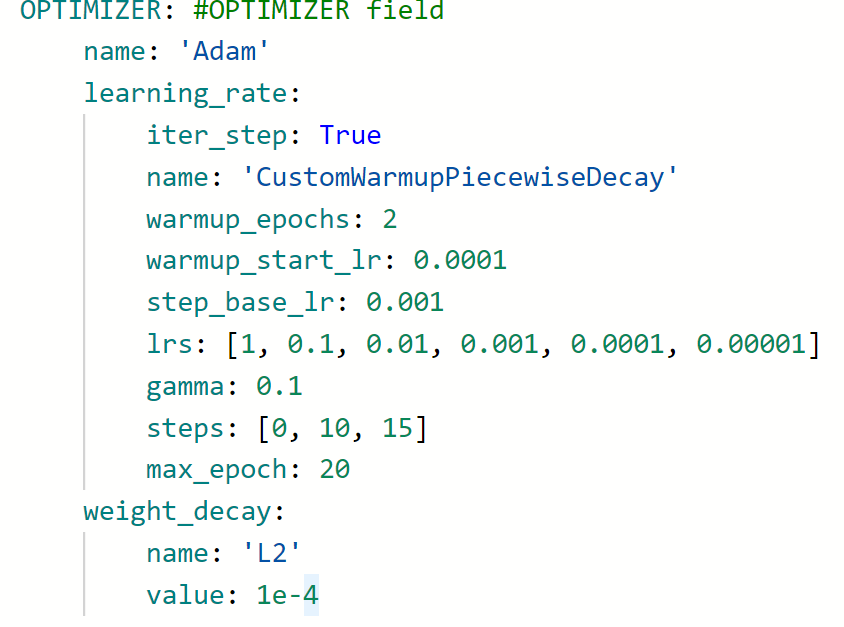 OPTIMIZER: #OPTIMIZER field
name: 'Adam'
learning_rate:
iter_step: True
name: 'CustomWarmupPiecewiseDecay'
warmup_epochs: 2
warmup_start_lr: 0.0001
step_base_lr: 0.001
lrs: [1, 0.1, 0.01, 0.001, 0.0001, 0.00001]
gamma: 0.1
steps: [0, 10, 15]
max_epoch: 20
weight_decay:
name: 'L2'
value: 1e-4